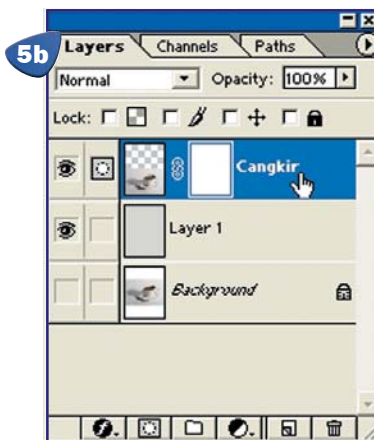 5b
Layers Channels Paths
Normal Opacity: 100%
Lock:
Cangkir
Layer 1
Background